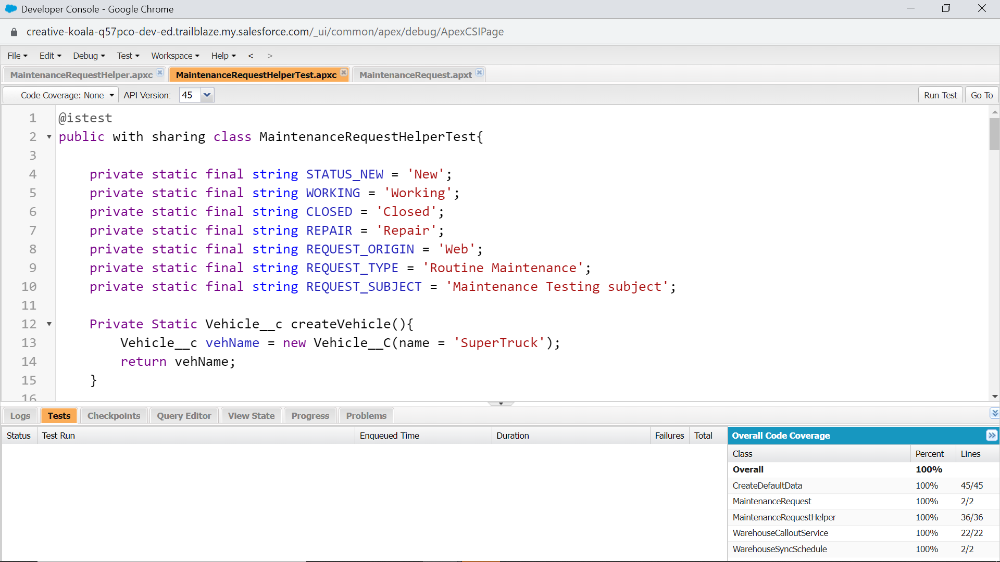 Developer Console - Google Chrome
creative-koala-q57pco-dev-ed.trailblaze.my.salesforce.com/_ui/common/apex/debug/ApexCSIPage
File Edit Debug Test Workspace Help < >
MaintenanceRequestHelper.apxc MaintenanceRequestHelperTest.apxc MaintenanceRequest.apxt
Code Coverage: None API Version: 45 Run Test Go To
1 @istest
2 public with sharing class MaintenanceRequestHelperTest{
3
4 private static final string STATUS_NEW = 'New';
5 private static final string WORKING = 'Working';
6 private static final string CLOSED = 'Closed';
7 private static final string REPAIR = 'Repair';
8 private static final string REQUEST_ORIGIN = 'Web';
9 private static final string REQUEST_TYPE = 'Routine Maintenance';
10 private static final string REQUEST_SUBJECT = 'Maintenance Testing subject';
11
12 Private Static Vehicle__c createVehicle(){
13 Vehicle__c vehName = new Vehicle__C(name = 'SuperTruck');
14 return vehName;
15 }
16
Logs Tests Checkpoints Query Editor View State Progress Problems
Status Test Run Enqueued Time Duration Failures Total Overall Code Coverage
Class Percent Lines
Overall 100%
CreateDefaultData 100% 45/45
MaintenanceRequest 100% 2/2
MaintenanceRequestHelper 100% 36/36
WarehouseCalloutService 100% 22/22
WarehouseSyncSchedule 100% 2/2